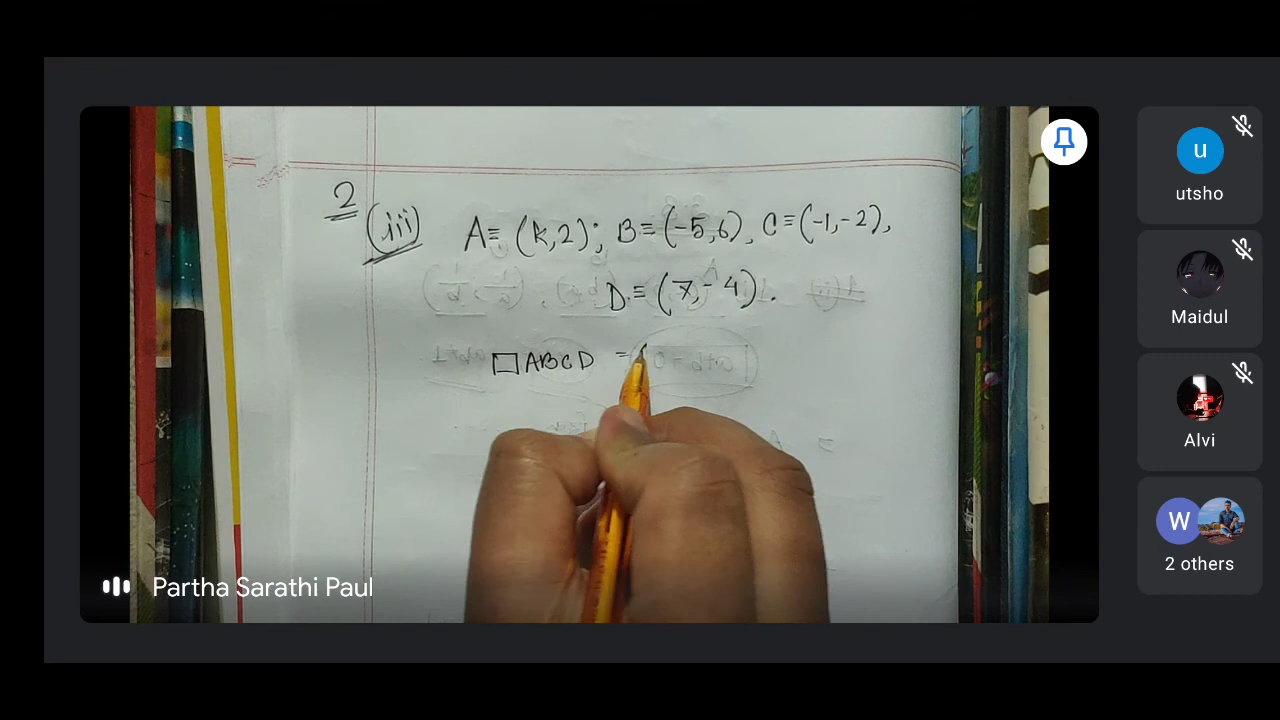 2 (iii) A ≡ (k,2); B ≡ (-5,6), C ≡ (-1,-2),
D ≡ (7,-4).
□ABCD =
Partha Sarathi Paul
u
utsho
Maidul
Alvi
W
2 others